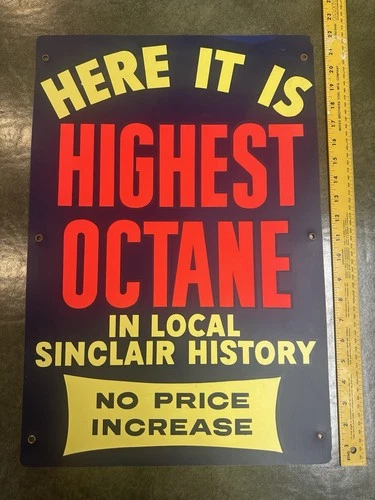 HERE IT IS
HIGHEST
OCTANE
IN LOCAL
SINCLAIR HISTORY
NO PRICE
INCREASE